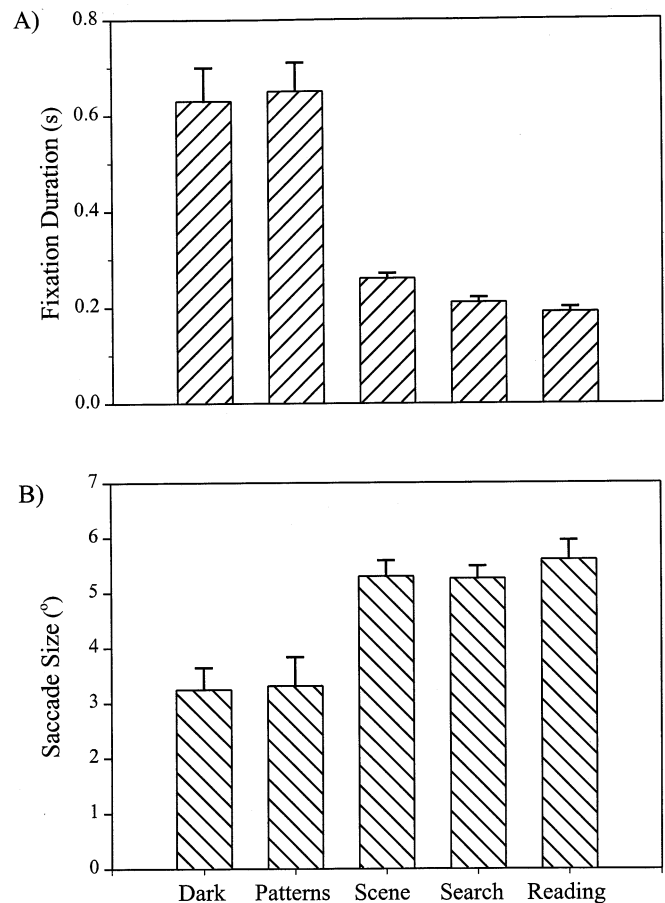 A)
Fixation Duration (s)
0.8
0.6
0.4
0.2
0.0
B)
Saccade Size (°)
7
6
5
4
3
2
1
0
Dark Patterns Scene Search Reading